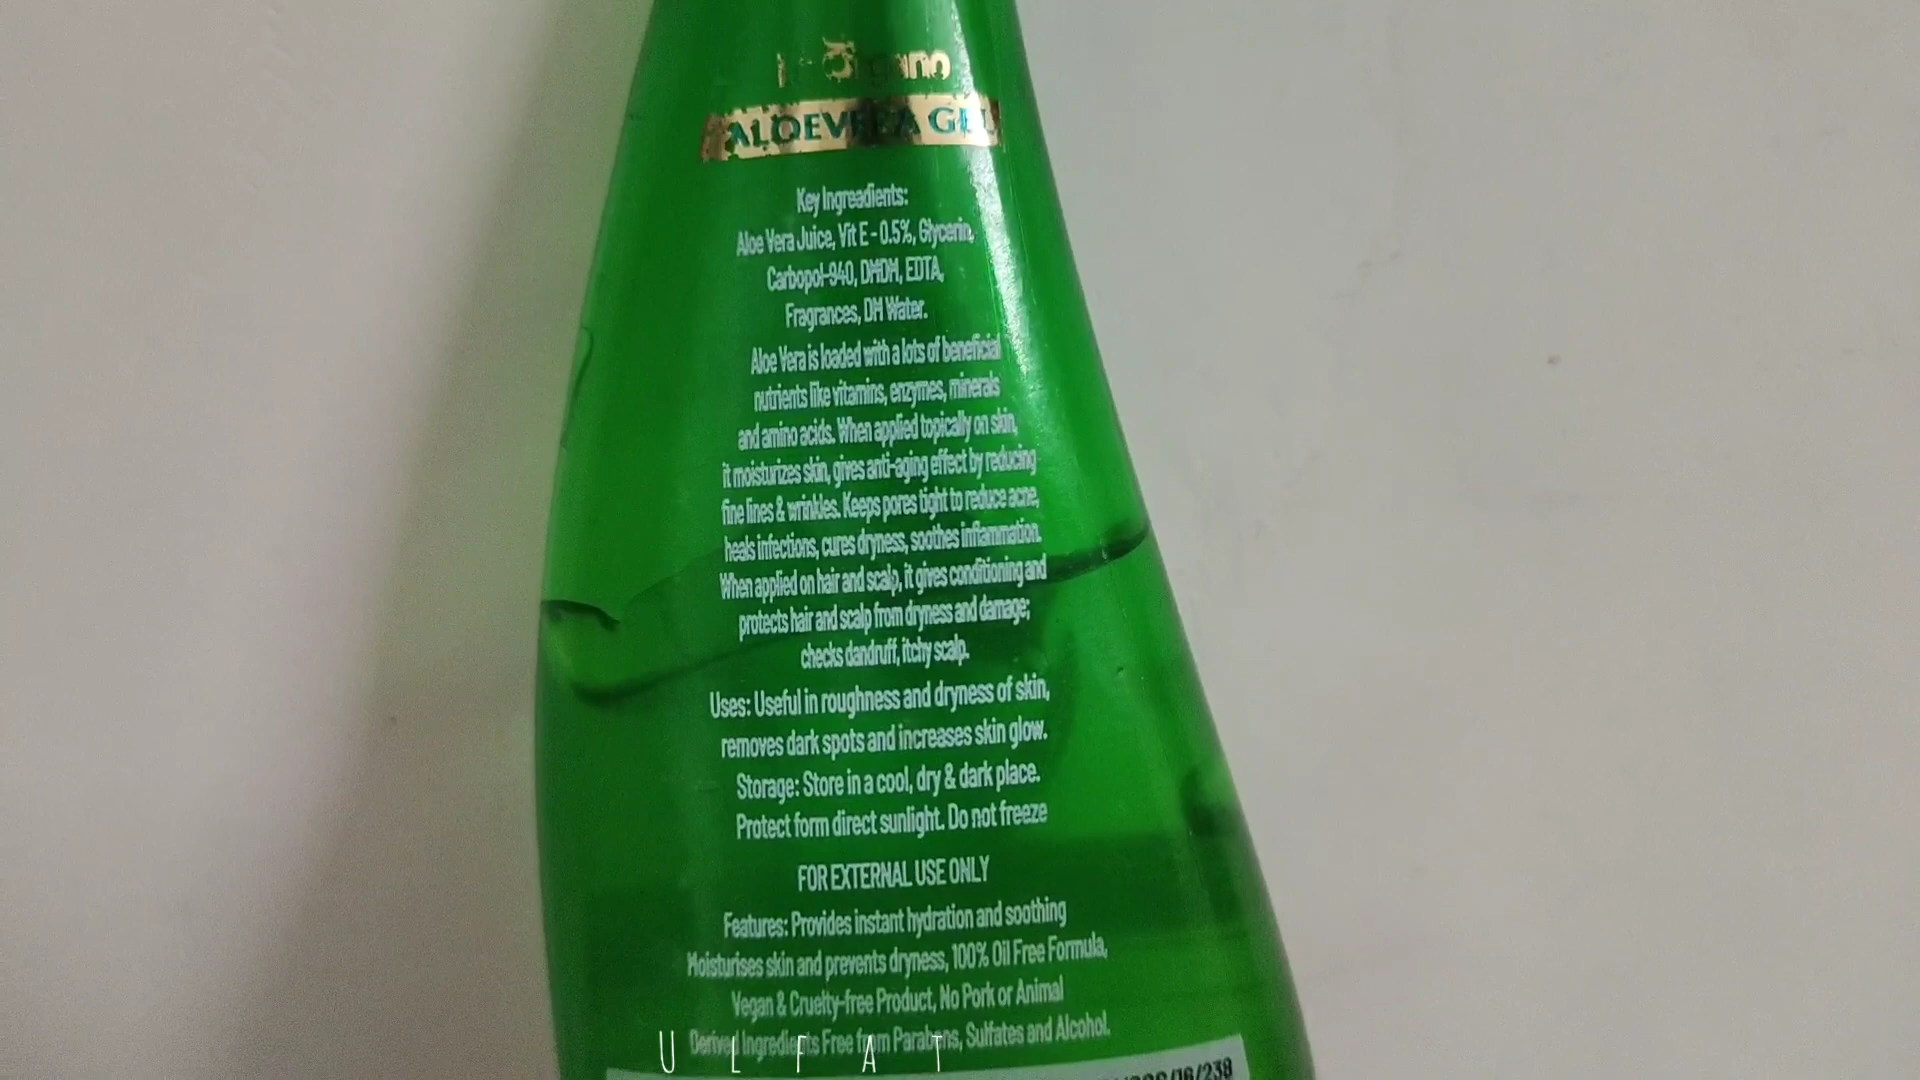 ALOEVERA GEL
Key Ingreadients:
Aloe Vera Juice, Vit E - 0.5%, Glycerin,
Carbopol-940, DMDM, EDTA,
Fragrances, DM Water.
Aloe Vera is loaded with a lots of beneficial
nutrients like vitamins, enzymes, minerals
and amino acids. When applied topically on skin,
it moisturizes skin, gives anti-aging effect by reducing
fine lines & wrinkles. Keeps pores tight to reduce acne,
heals infections, cures dryness, soothes inflammation.
When applied on hair and scalp, it gives conditioning and
protects hair and scalp from dryness and damage;
checks dandruff, itchy scalp.
Uses: Useful in roughness and dryness of skin,
removes dark spots and increases skin glow.
Storage: Store in a cool, dry & dark place.
Protect form direct sunlight. Do not freeze
FOR EXTERNAL USE ONLY
Features: Provides instant hydration and soothing
Moisturises skin and prevents dryness, 100% Oil Free Formula,
Vegan & Cruelty-free Product, No Pork or Animal
Derived Ingredients Free from Parabens, Sulfates and Alcohol.
ULFAT
/16/239